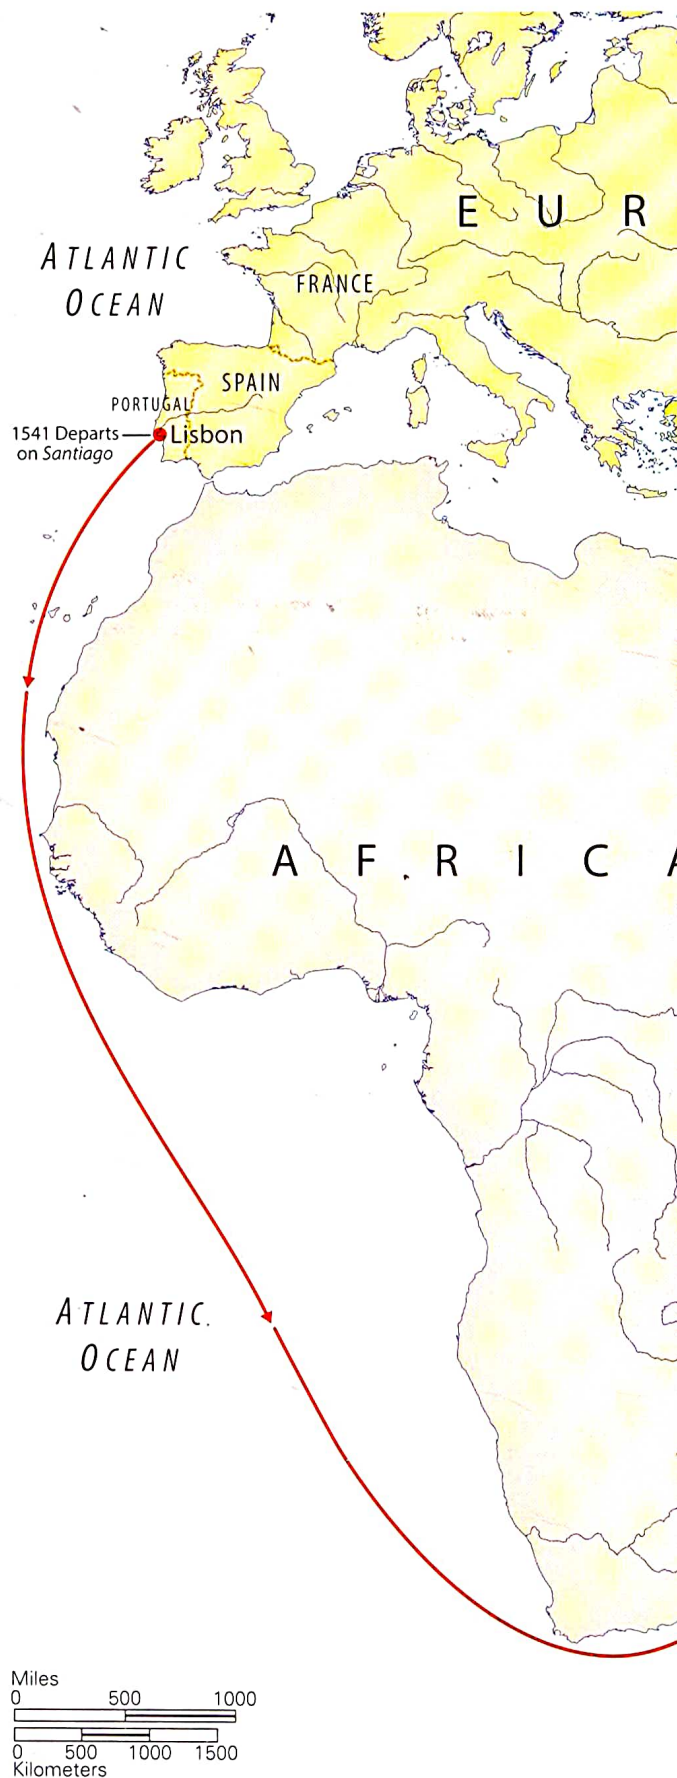 E U R
ATLANTIC
OCEAN
FRANCE
SPAIN
PORTUGAL
1541 Departs
on Santiago
Lisbon
A F R I C A
ATLANTIC
OCEAN
Miles
0 500 1000
0 500 1000 1500
Kilometers